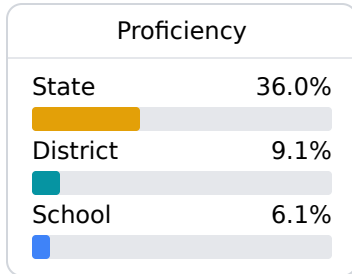 Proficiency
State 36.0%
District 9.1%
School 6.1%